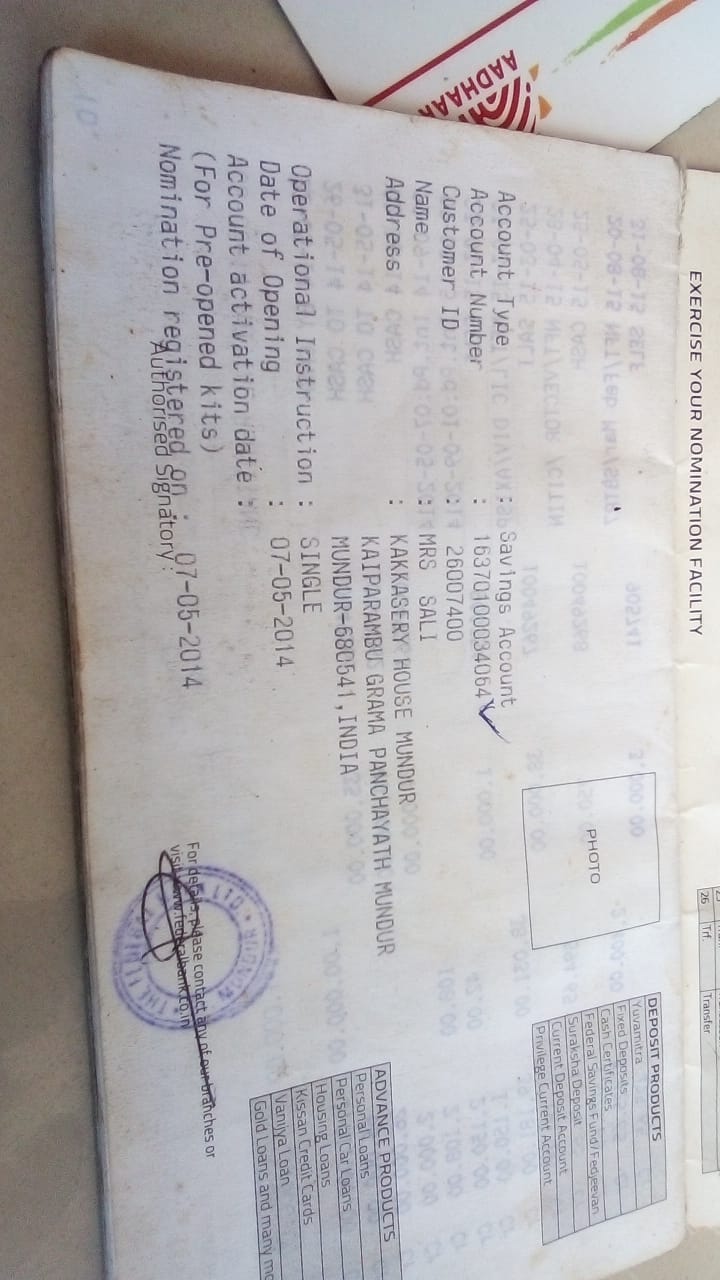 AADHAAR
EXERCISE YOUR NOMINATION FACILITY
26 Trf. Transfer
Account Type : Savings Account
Account Number : 16370100034064
Customer ID : 26007400
Name : MRS SALI
Address : KAKKASERY HOUSE MUNDUR
KAIPARAMBU GRAMA PANCHAYATH MUNDUR
MUNDUR-680541,INDIA
Operational Instruction : SINGLE
Date of Opening : 07-05-2014
Account activation date :
(For Pre-opened kits)
Nomination registered on : 07-05-2014
Authorised Signatory :
PHOTO
DEPOSIT PRODUCTS
Yuvamitra
Fixed Deposits
Cash Certificates
Federal Savings Fund/Fedjeevan
Suraksha Deposit
Current Deposit Account
Privilege Current Account
ADVANCE PRODUCTS
Personal Loans
Personal Car Loans
Housing Loans
Kissan Credit Cards
Vanijya Loan
Gold Loans and many
For details, please contact any of our branches or
visit www.federalbank.co.in